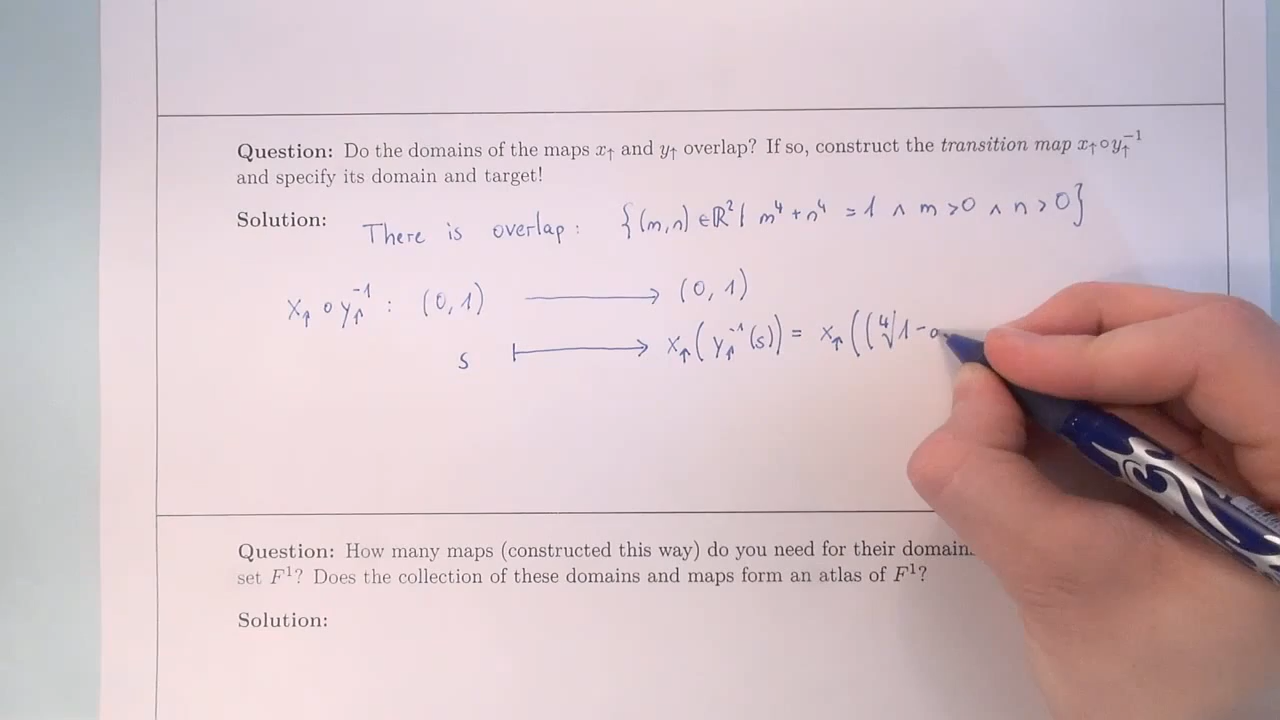 Question: Do the domains of the maps x↑ and y↑ overlap? If so, construct the transition map x↑∘y↑⁻¹
and specify its domain and target!
Solution: There is overlap: {(m,n) ∈ ℝ² | m⁴ + n⁴ = 1 ∧ m > 0 ∧ n > 0}
x↑ ∘ y↑⁻¹ : (0,1) ⟶ (0,1)
s ⟼ x↑(y↑⁻¹(s)) = x↑((∜1 -
Question: How many maps (constructed this way) do you need for their
set F¹? Does the collection of these domains and maps form an atlas of F¹?
Solution: